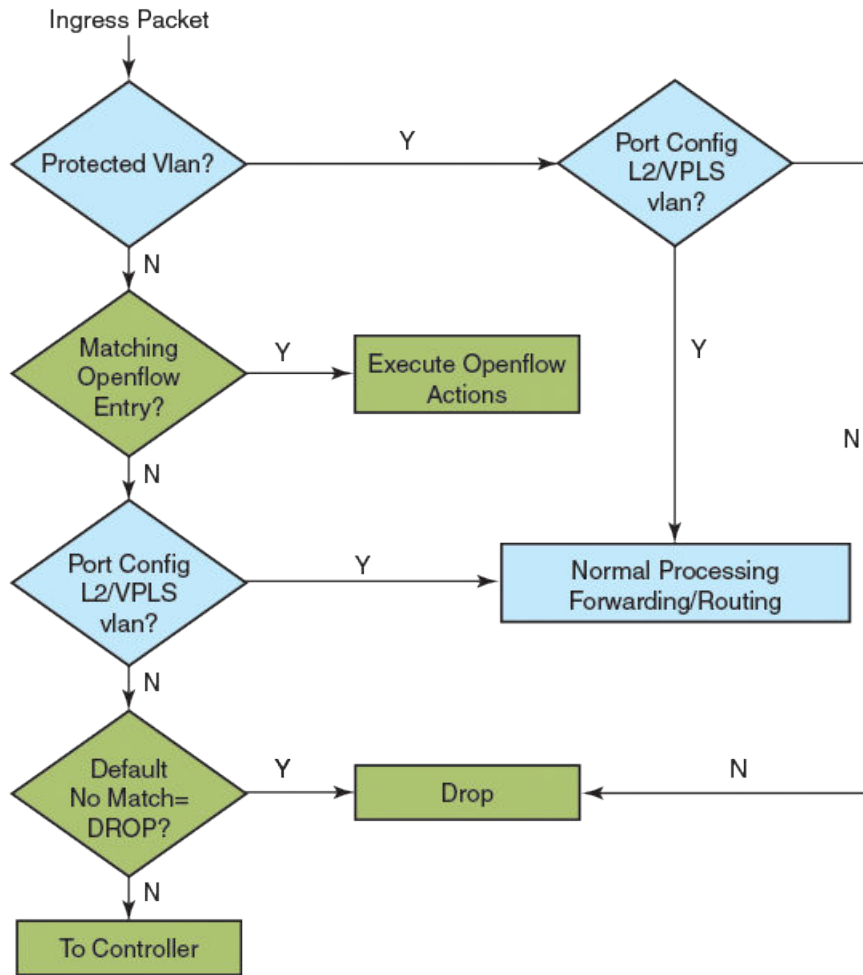 Ingress Packet
Protected Vlan?
Y
Port Config
L2/VPLS
vlan?
N
Matching
Openflow
Entry?
Y
Execute Openflow
Actions
Y
N
N
Port Config
L2/VPLS
vlan?
Y
Normal Processing
Forwarding/Routing
N
Default
No Match=
DROP?
Y
Drop
N
N
To Controller